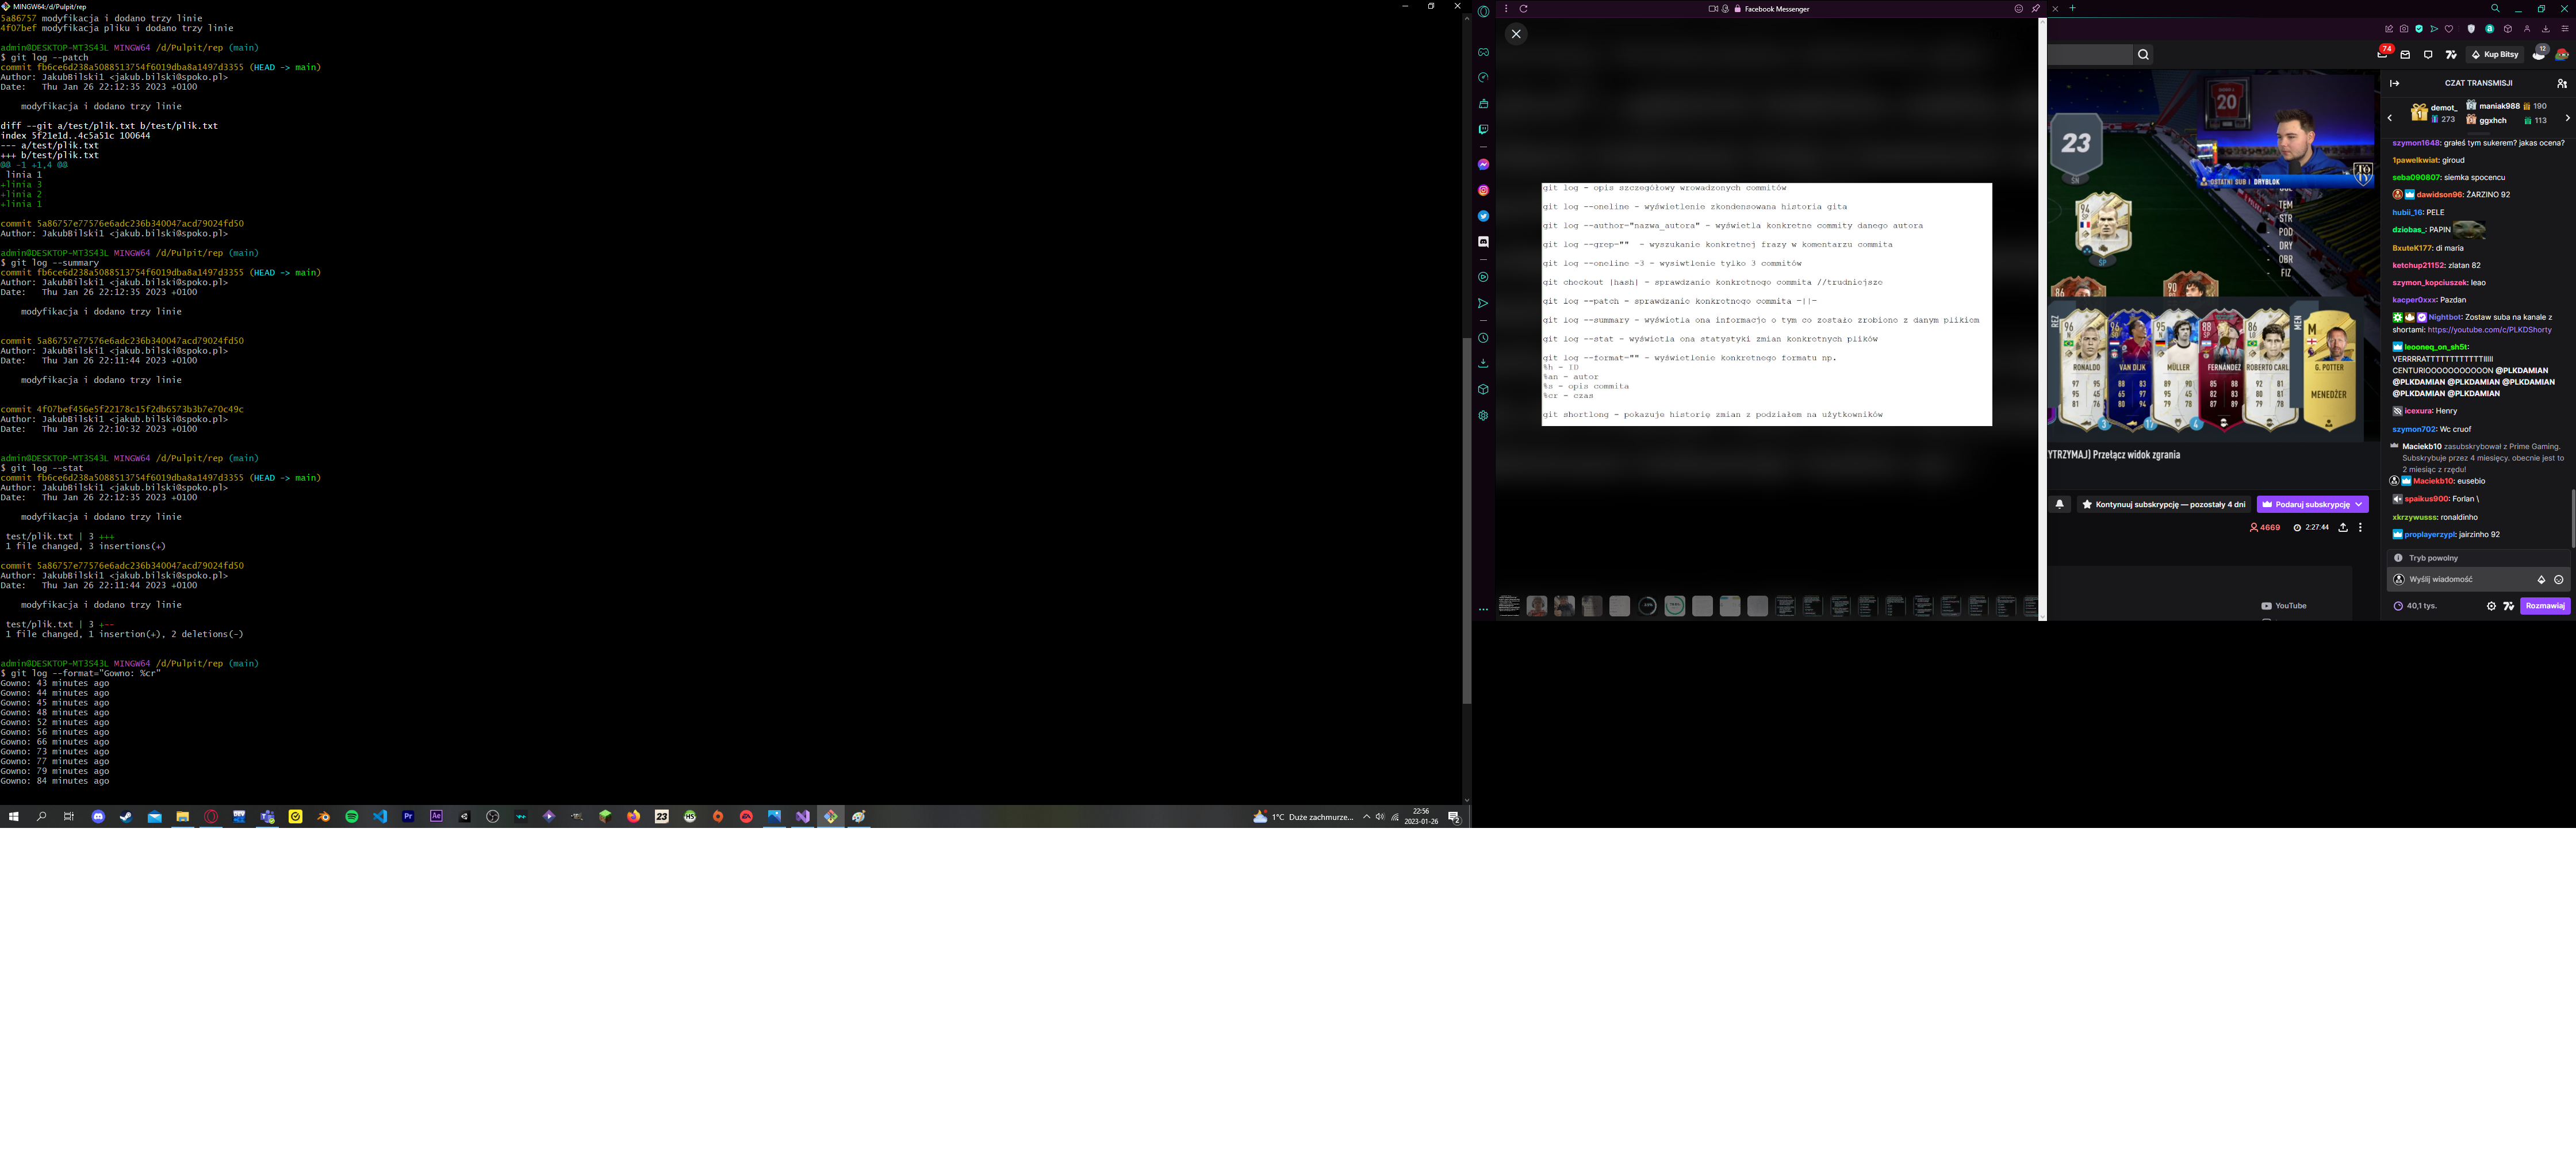 MINGW64:/d/Pulpit/rep
5a86757 modyfikacja i dodano trzy linie
4f07bef modyfikacja pliku i dodano trzy linie
admin@DESKTOP-MT3S43L MINGW64 /d/Pulpit/rep (main)
$ git log --patch
commit fb6ce6d238a5088513754f6019dba8a1497d3355 (HEAD -> main)
Author: JakubBilski1 <jakub.bilski@spoko.pl>
Date:   Thu Jan 26 22:12:35 2023 +0100
modyfikacja i dodano trzy linie
diff --git a/test/plik.txt b/test/plik.txt
index 5f21e1d..4c5a51c 100644
--- a/test/plik.txt
+++ b/test/plik.txt
@@ -1 +1,4 @@
linia 1
+linia 3
+linia 2
+linia 1
commit 5a86757e77576e6adc236b340047acd79024fd50
Author: JakubBilski1 <jakub.bilski@spoko.pl>
admin@DESKTOP-MT3S43L MINGW64 /d/Pulpit/rep (main)
$ git log --summary
commit fb6ce6d238a5088513754f6019dba8a1497d3355 (HEAD -> main)
Author: JakubBilski1 <jakub.bilski@spoko.pl>
Date:   Thu Jan 26 22:12:35 2023 +0100
modyfikacja i dodano trzy linie
commit 5a86757e77576e6adc236b340047acd79024fd50
Author: JakubBilski1 <jakub.bilski@spoko.pl>
Date:   Thu Jan 26 22:11:44 2023 +0100
modyfikacja i dodano trzy linie
commit 4f07bef456e5f22178c15f2db6573b3b7e70c49c
Author: JakubBilski1 <jakub.bilski@spoko.pl>
Date:   Thu Jan 26 22:10:32 2023 +0100
admin@DESKTOP-MT3S43L MINGW64 /d/Pulpit/rep (main)
$ git log --stat
commit fb6ce6d238a5088513754f6019dba8a1497d3355 (HEAD -> main)
Author: JakubBilski1 <jakub.bilski@spoko.pl>
Date:   Thu Jan 26 22:12:35 2023 +0100
modyfikacja i dodano trzy linie
test/plik.txt | 3 +++
1 file changed, 3 insertions(+)
commit 5a86757e77576e6adc236b340047acd79024fd50
Author: JakubBilski1 <jakub.bilski@spoko.pl>
Date:   Thu Jan 26 22:11:44 2023 +0100
modyfikacja i dodano trzy linie
test/plik.txt | 3 +--
1 file changed, 1 insertion(+), 2 deletions(-)
admin@DESKTOP-MT3S43L MINGW64 /d/Pulpit/rep (main)
$ git log --format="Gowno: %cr"
Gowno: 43 minutes ago
Gowno: 44 minutes ago
Gowno: 45 minutes ago
Gowno: 48 minutes ago
Gowno: 52 minutes ago
Gowno: 56 minutes ago
Gowno: 66 minutes ago
Gowno: 73 minutes ago
Gowno: 77 minutes ago
Gowno: 79 minutes ago
Gowno: 84 minutes ago
1°C Duże zachmurze...
22:56
2023-01-26
Facebook Messenger
git log - opis szczegółowy wrowadzonych commitów
git log --oneline - wyświetlenie zkondensowana historia gita
git log --author="nazwa_autora" - wyświetla konkretne commity danego autora
git log --grep=""  - wyszukanie konkretnej frazy w komentarzu commita
git log --oneline -3 - wysiwtlenie tylko 3 commitów
git checkout [hash] - sprawdzanie konkretnego commita //trudniejsze
git log --patch - sprawdzanie konkretnego commita -||-
git log --summary - wyświetla ona informacje o tym co zostało zrobione z danym plikiem
git log --stat - wyświetla ona statystyki zmian konkretnych plików
git log --format="" - wyświetlenie konkretnego formatu np.
%h - ID
%an - autor
%s - opis commita
%cr - czas
git shortlong - pokazuje historię zmian z podziałem na użytkowników
74
Kup Bitsy
12
20
23
OSTATNI SUB | DRYBLOK
94
SP
TEM
STR
POD
DRY
OBR
FIZ
86
90
REZ
96 RONALDO
VAN DIJK
95 MÜLLER
88 FERNÁNDEZ
86 ROBERTO CARL
MEN
G. POTTER
MENEDŻER
YTRZYMAJ) Przełącz widok zgrania
Kontynuuj subskrypcję — pozostały 4 dni
Podaruj subskrypcję
4669
2:27:44
YouTube
CZAT TRANSMISJI
demot_
273
maniak988 190
ggxhch 113
szymon1648: grałeś tym sukerem? jakas ocena?
1pawelkwiat: giroud
seba090807: siemka spocencu
dawidson96: ŻARZINO 92
hubii_16: PELE
dziobas_: PAPIN
BxuteK177: di maria
ketchup21152: zlatan 82
szymon_kopciuszek: leao
kacper0xxx: Pazdan
Nightbot: Zostaw suba na kanale z
shortami: https://youtube.com/c/PLKDShorty
leooneq_on_sh5t:
CENTURIOOOOOOOOOOON @PLKDAMIAN
@PLKDAMIAN @PLKDAMIAN @PLKDAMIAN
@PLKDAMIAN @PLKDAMIAN
icexura: Henry
szymon702: Wc cruof
Maciekb10 zasubskrybował z Prime Gaming.
Subskrybuje przez 4 miesięcy. obecnie jest to
2 miesiąc z rzędu!
Maciekb10: eusebio
spaikus900: Forlan \
xkrzywusss: ronaldinho
proplayerzypl: jairzinho 92
Tryb powolny
Wyślij wiadomość
40,1 tys.
Rozmawiaj